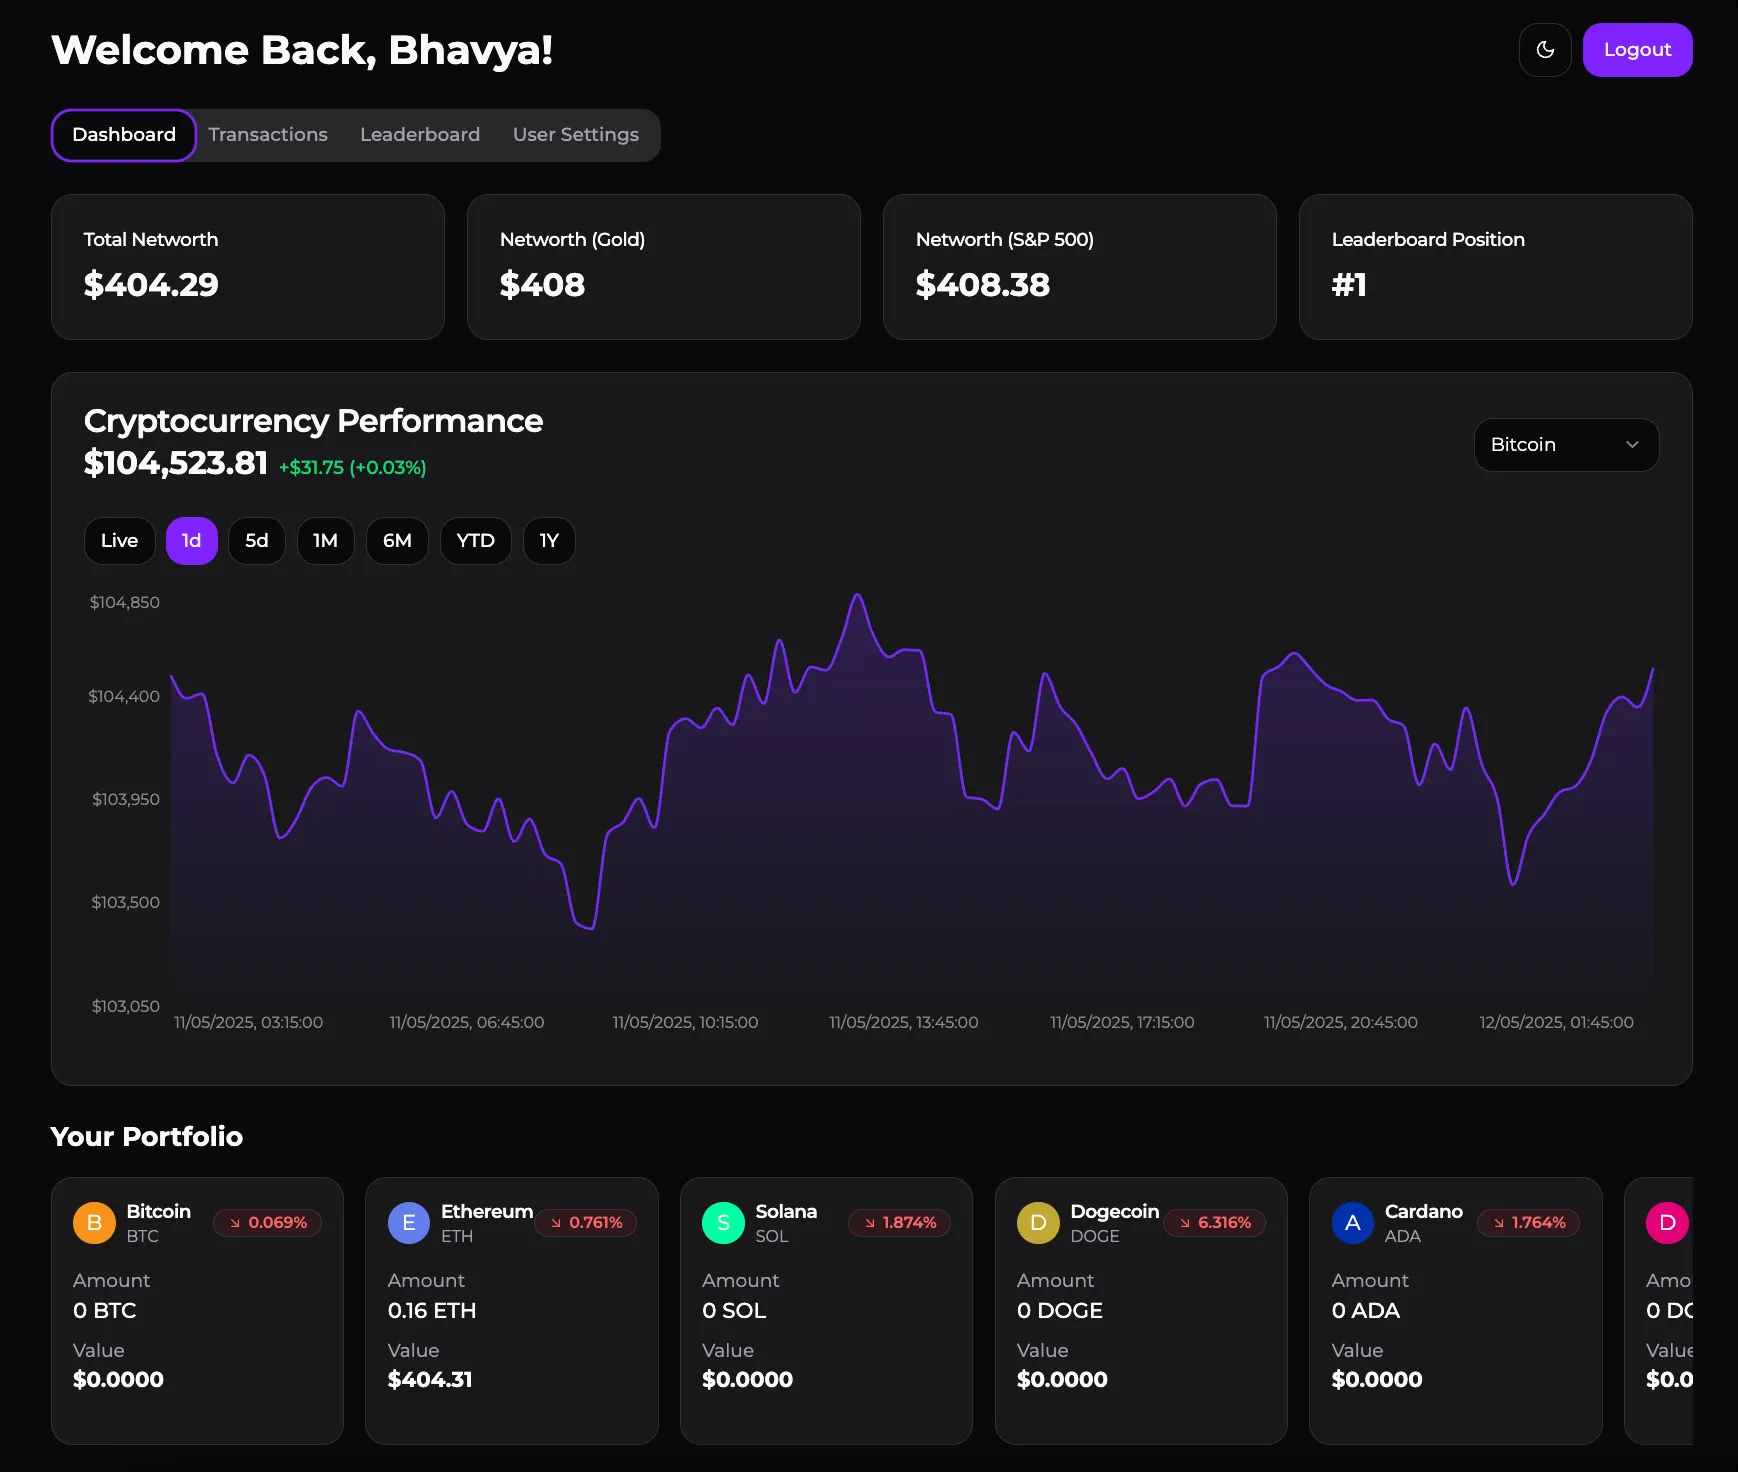 Welcome Back, Bhavya!
Logout
Dashboard Transactions Leaderboard User Settings
Total Networth
$404.29
Networth (Gold)
$408
Networth (S&P 500)
$408.38
Leaderboard Position
#1
Cryptocurrency Performance
$104,523.81 +$31.75 (+0.03%)
Bitcoin
Live 1d 5d 1M 6M YTD 1Y
$104,850
$104,400
$103,950
$103,500
$103,050
11/05/2025, 03:15:00 11/05/2025, 06:45:00 11/05/2025, 10:15:00 11/05/2025, 13:45:00 11/05/2025, 17:15:00 11/05/2025, 20:45:00 12/05/2025, 01:45:00
Your Portfolio
B
Bitcoin
BTC
0.069%
Amount
0 BTC
Value
$0.0000
E
Ethereum
ETH
0.761%
Amount
0.16 ETH
Value
$404.31
S
Solana
SOL
1.874%
Amount
0 SOL
Value
$0.0000
D
Dogecoin
DOGE
6.316%
Amount
0 DOGE
Value
$0.0000
A
Cardano
ADA
1.764%
Amount
0 ADA
Value
$0.0000
D
Amo
0 DO
Value
$0.0